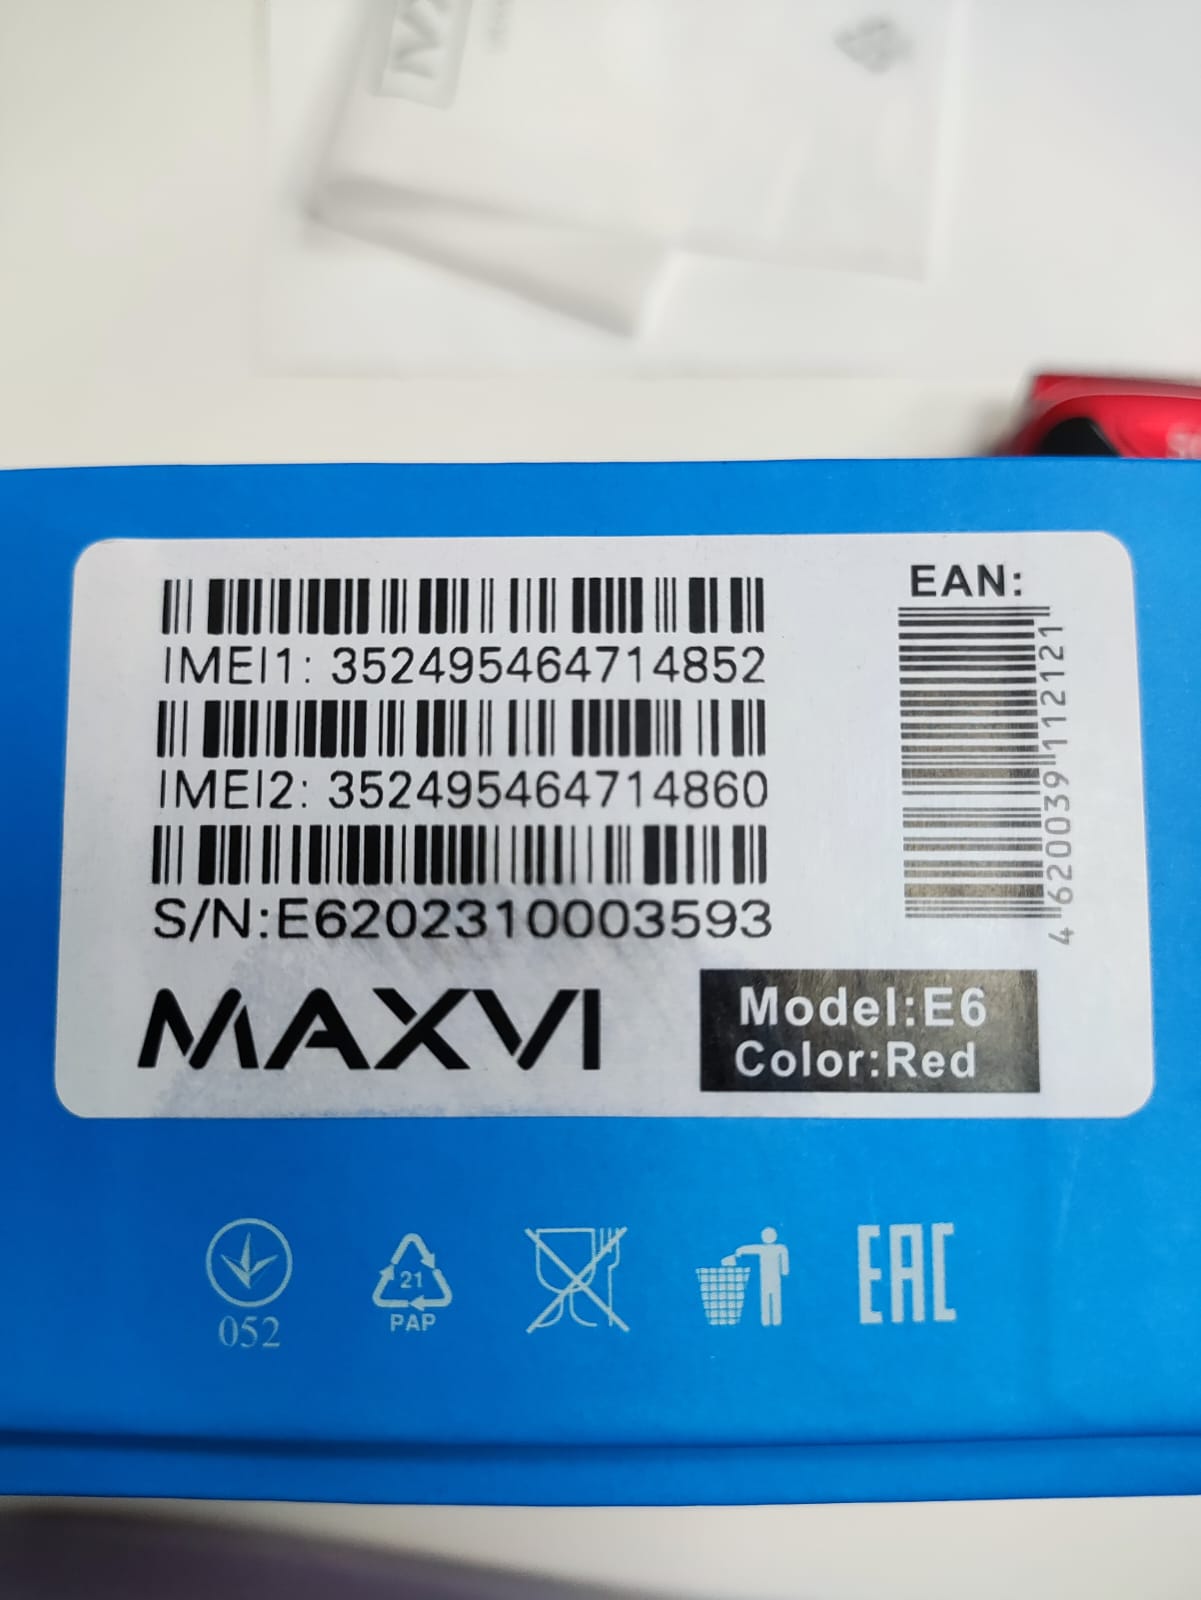 IMEI1: 352495464714852
IMEI2: 352495464714860
S/N:E6202310003593
MAXVI
EAN:
4 620039 112121
Model:E6
Color:Red
052
21
PAP
EAC